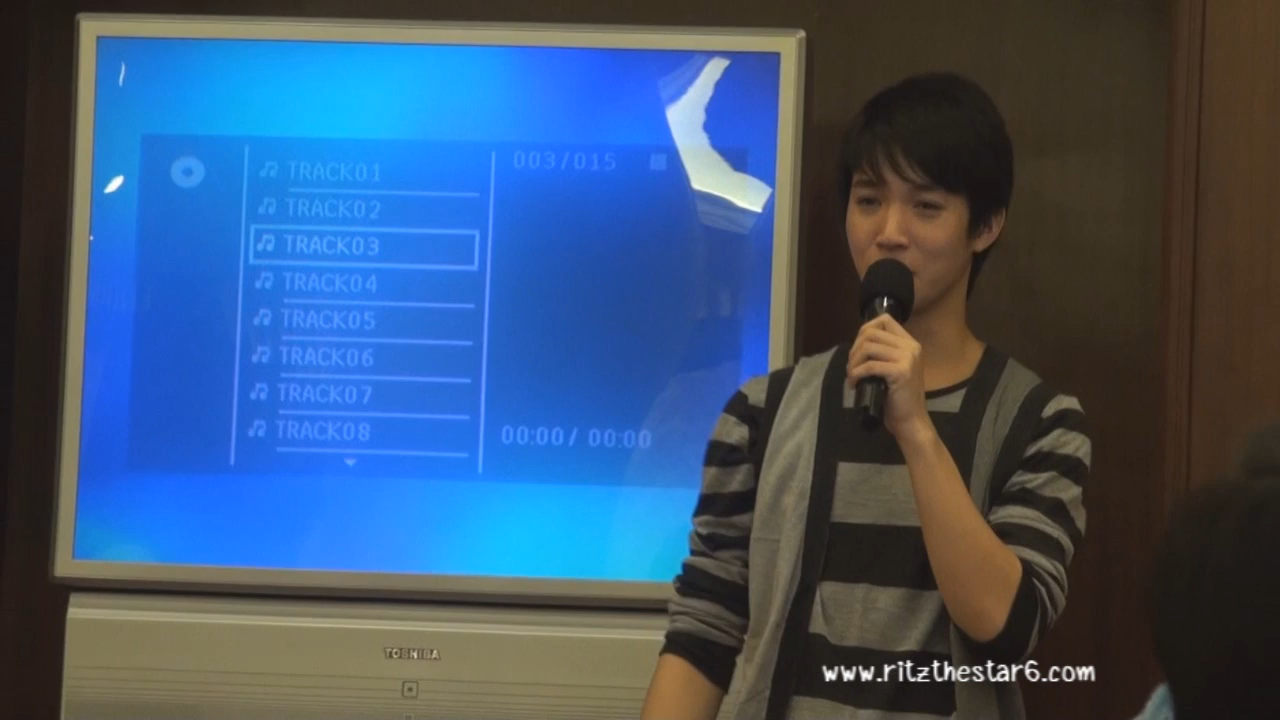 TRACK01
003/015
TRACK02
TRACK03
TRACK04
TRACK05
TRACK06
TRACK07
TRACK08
00:00/ 00:00
TOSHIBA
www.ritzthestar6.com